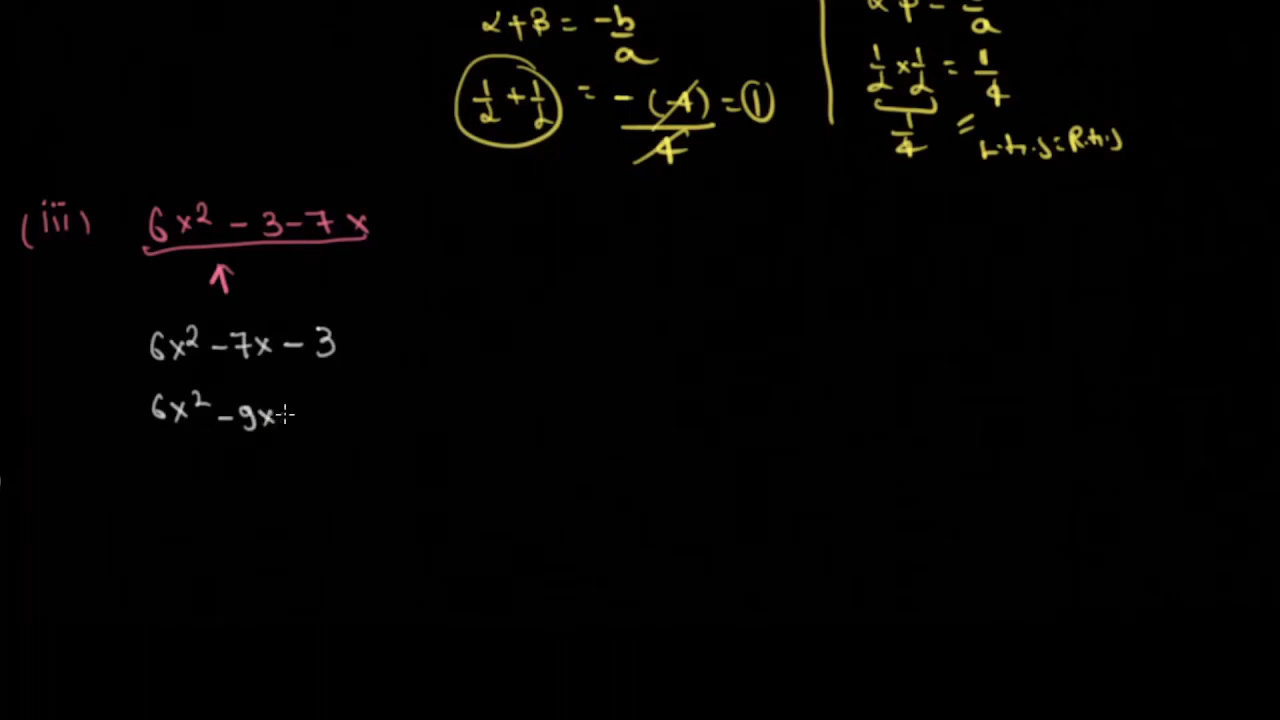 α+β = -b/a
1/2 + 1/2 = -(-4)/4 = 1
= -/a
1/2 × 1/2 = 1/4
1/4 = L.h.s = R.h.s
(iii) 6x² - 3 - 7x
6x² - 7x - 3
6x² - 9x